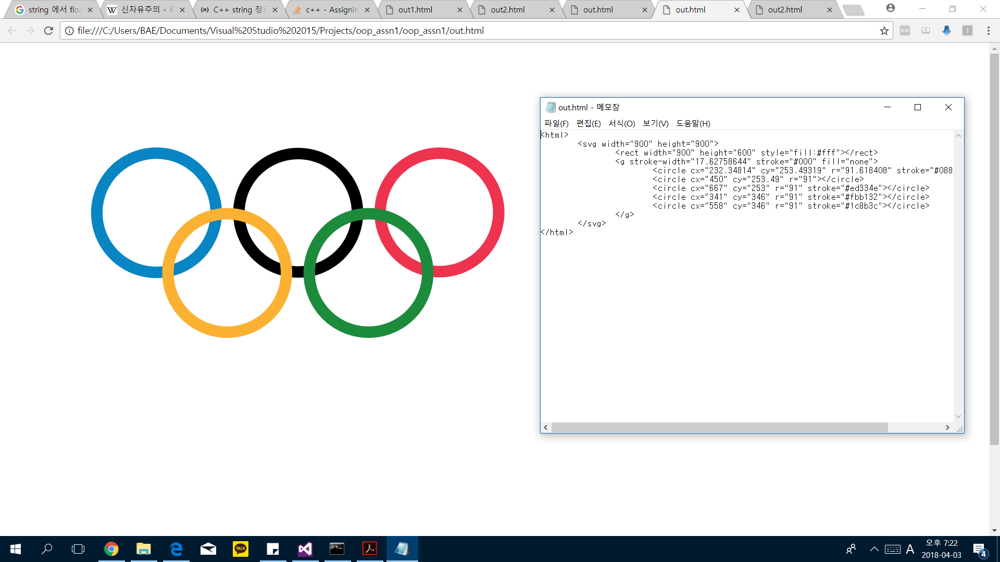 string 에서 floa
신자유주의 - 우
C++ string 정리
c++ - Assignin
out1.html
out2.html
out.html
out.html
out2.html
file:///C:/Users/BAE/Documents/Visual%20Studio%202015/Projects/oop_assn1/oop_assn1/out.html
EX
out.html - 메모장
파일(F) 편집(E) 서식(O) 보기(V) 도움말(H)
<html>
<svg width="900" height="900">
<rect width="900" height="600" style="fill:#fff"></rect>
<g stroke-width="17.62758644" stroke="#000" fill="none">
<circle cx="232.34814" cy="253.49319" r="91.618408" stroke="#088
<circle cx="450" cy="253.49" r="91"></circle>
<circle cx="667" cy="253" r="91" stroke="#ed334e"></circle>
<circle cx="341" cy="346" r="91" stroke="#fbb132"></circle>
<circle cx="558" cy="346" r="91" stroke="#1c8b3c"></circle>
</g>
</svg>
</html>
TALK
A
오후 7:22
2018-04-03
4